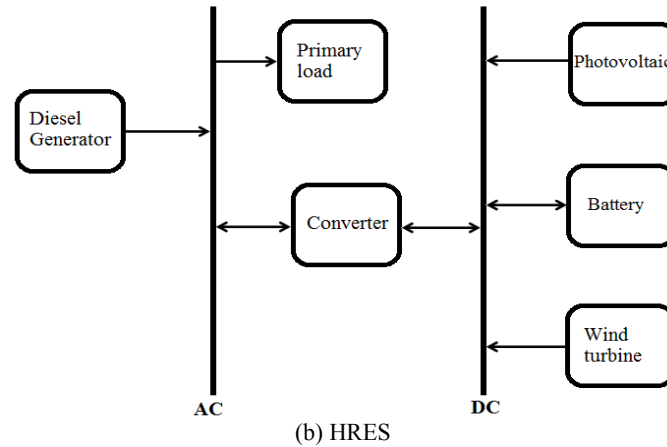 Primary
load
Photovoltaic
Diesel
Generator
Converter
Battery
Wind
turbine
AC
DC
(b) HRES